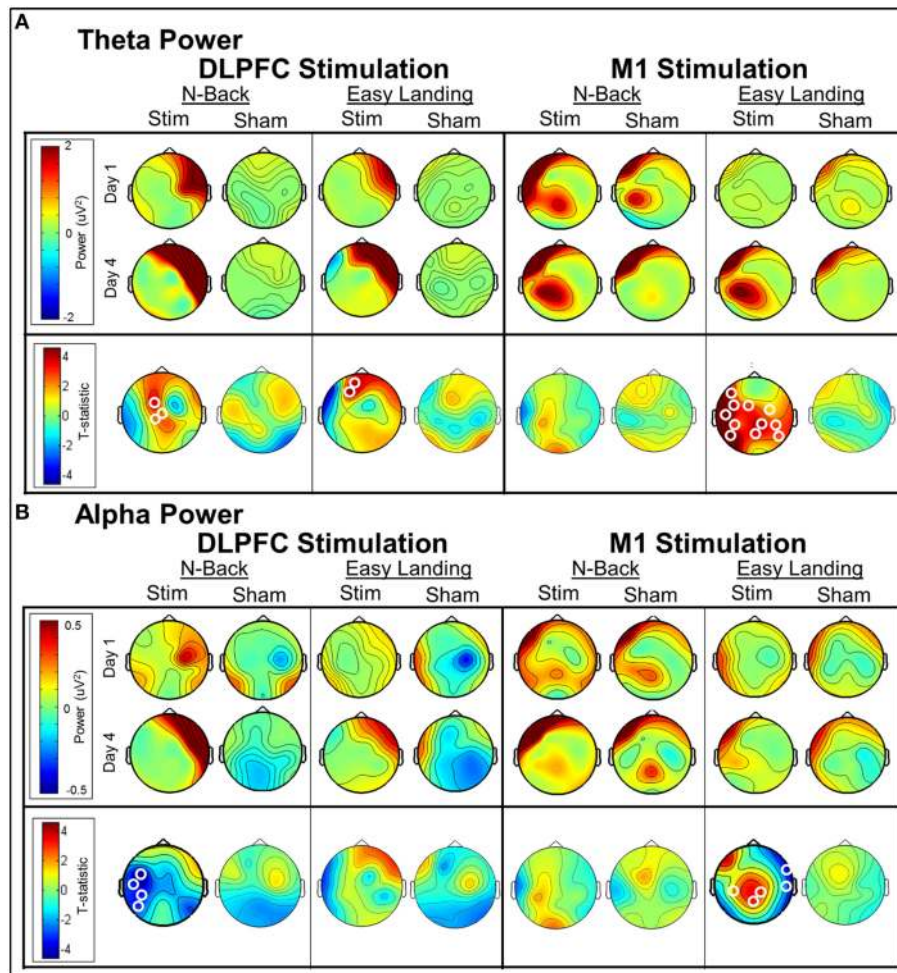 A
Theta Power
DLPFC Stimulation M1 Stimulation
N-Back Easy Landing N-Back Easy Landing
Stim Sham Stim Sham Stim Sham Stim Sham
2
0
-2
Power (uV²)
Day 1
Day 4
4
2
0
-2
-4
T-statistic
B
Alpha Power
DLPFC Stimulation M1 Stimulation
N-Back Easy Landing N-Back Easy Landing
Stim Sham Stim Sham Stim Sham Stim Sham
0.5
0
-0.5
Power (uV²)
Day 1
Day 4
4
2
0
-2
-4
T-statistic